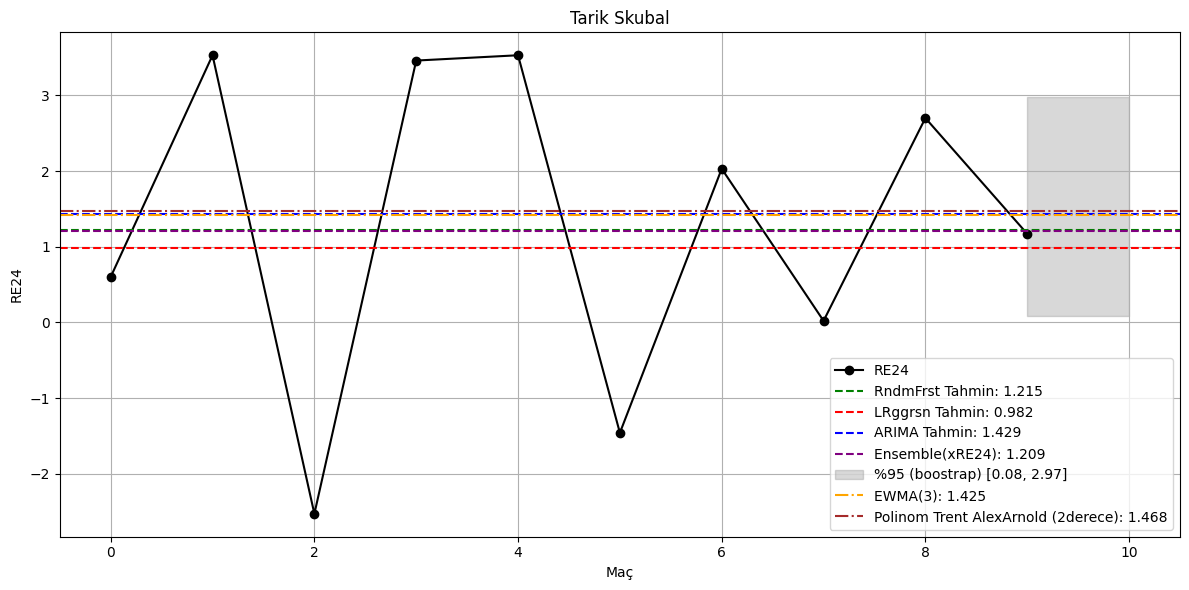 Tarik Skubal
RE24
3
2
1
0
−1
−2
0
2
4
6
8
10
Maç
RE24
RndmFrst Tahmin: 1.215
LRggrsn Tahmin: 0.982
ARIMA Tahmin: 1.429
Ensemble(xRE24): 1.209
%95 (boostrap) [0.08, 2.97]
EWMA(3): 1.425
Polinom Trent AlexArnold (2derece): 1.468